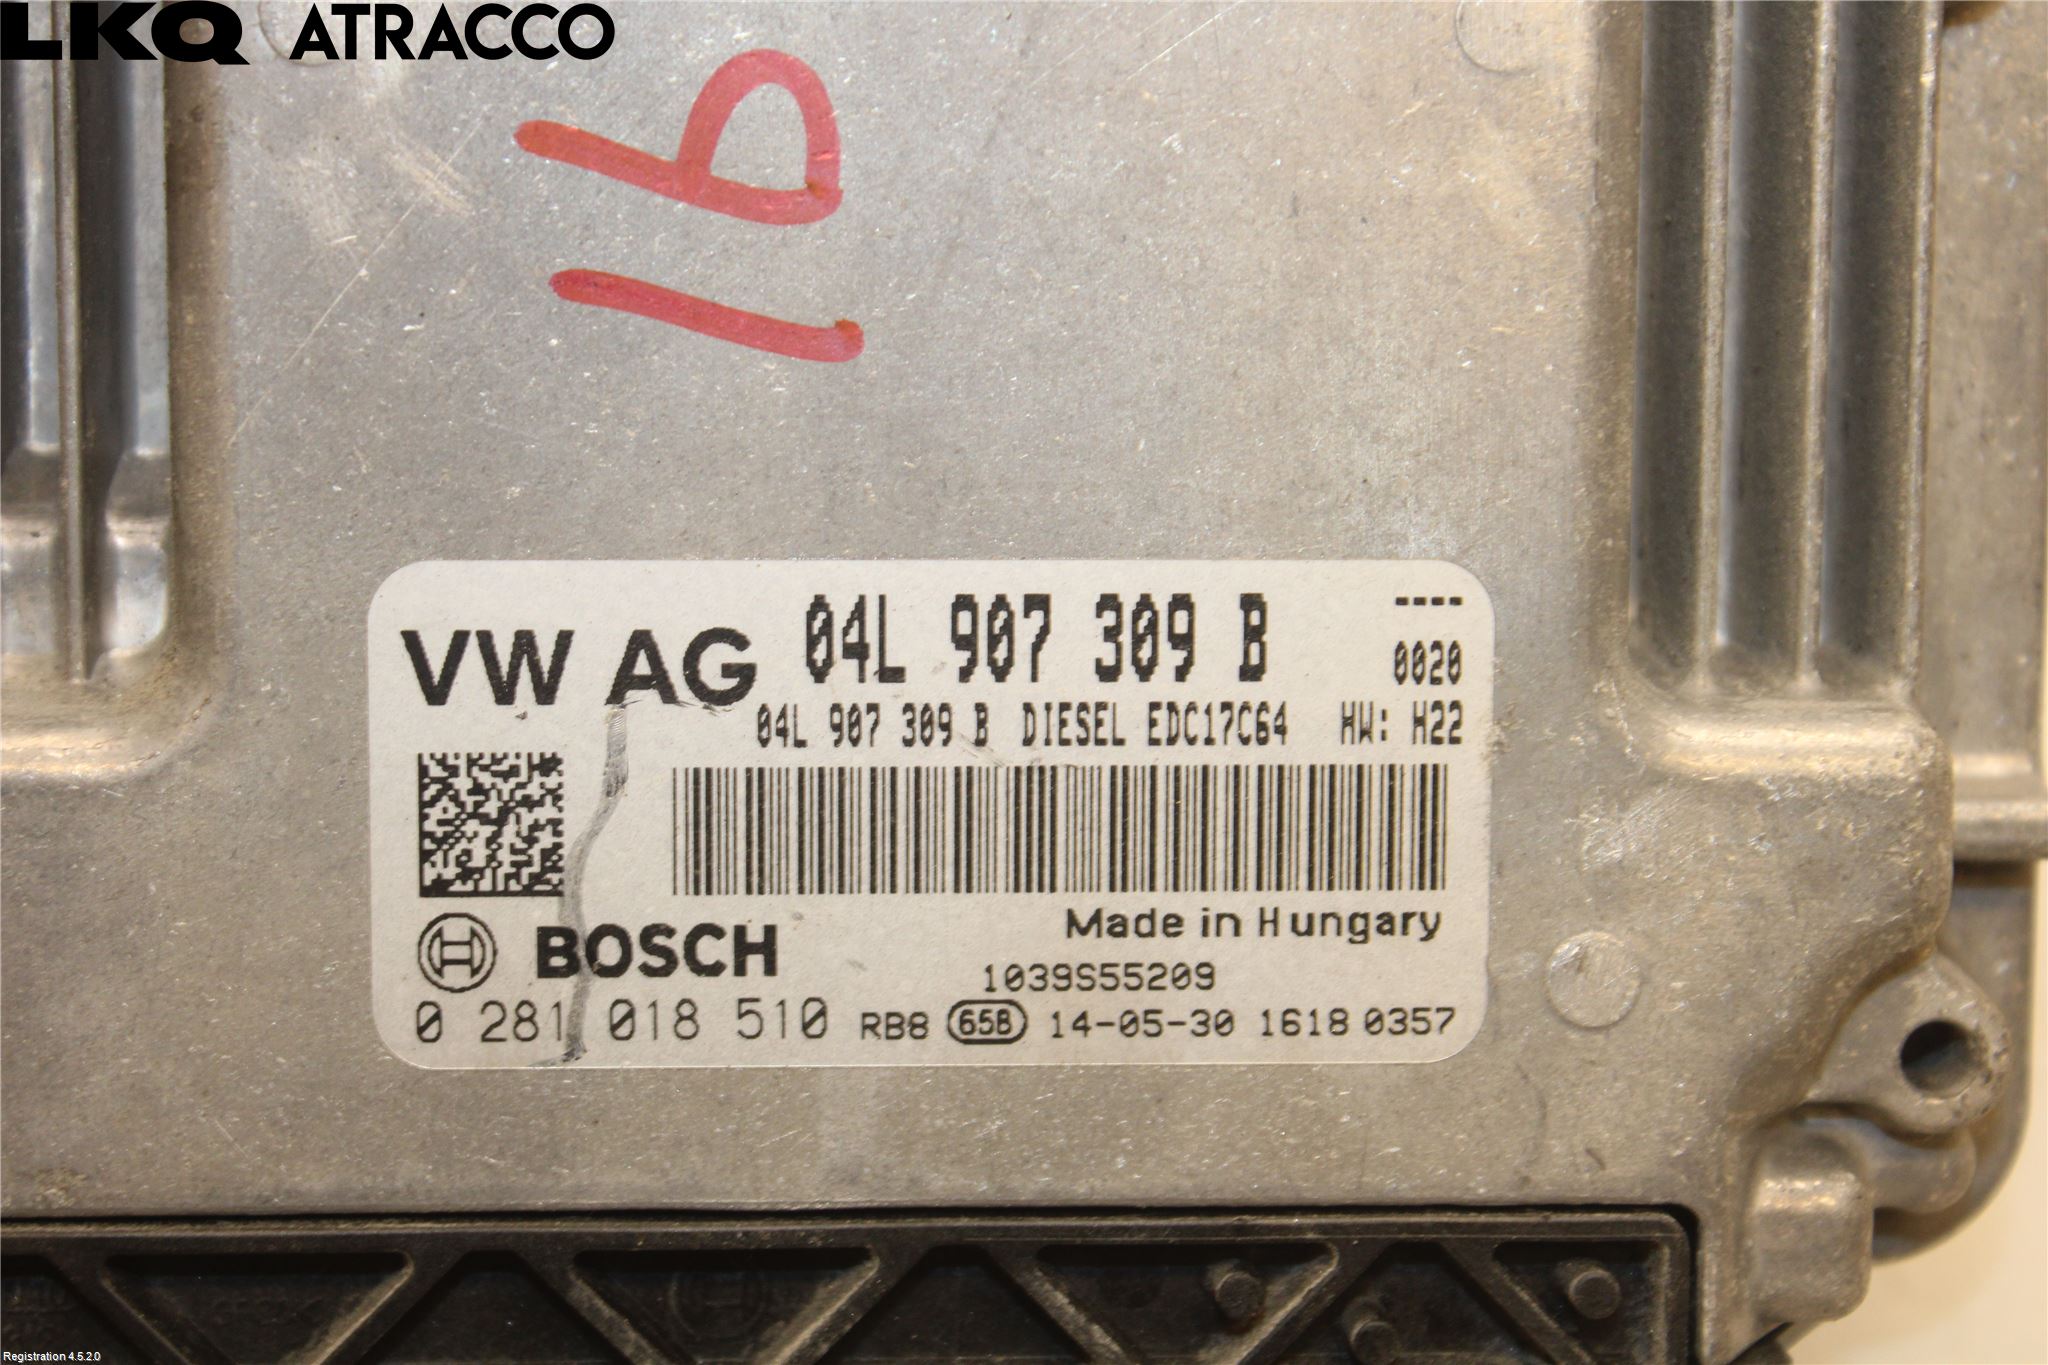 LKQ ATRACCO
1b
VW AG 04L 907 309 B ----
0020
04L 907 309 B DIESEL EDC17C64 HW: H22
Made in Hungary
BOSCH
1039S55209
0 281 018 510 RB8 65B 14-05-30 1618 0357
Registration 4.5.2.0